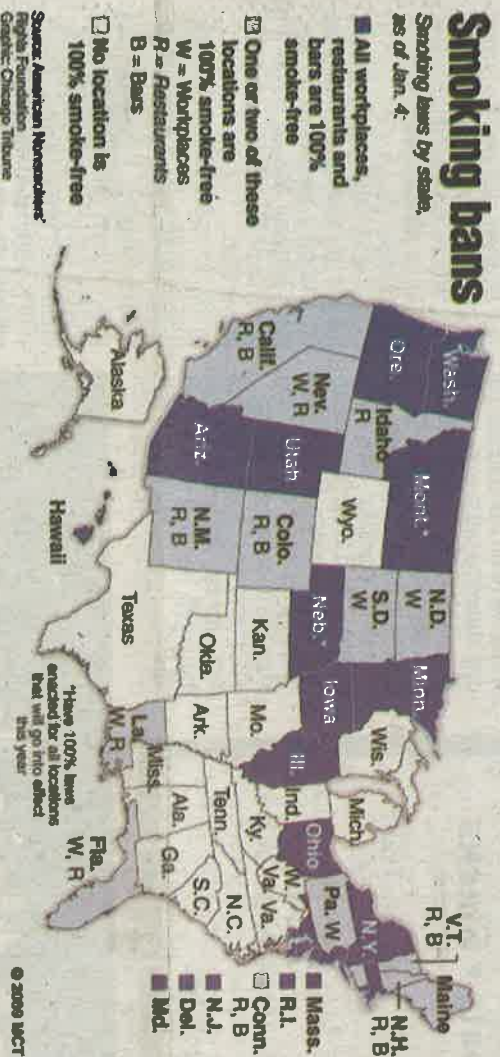 Smoking bans
Smoking laws by state,
as of Jan. 4:
All workplaces,
restaurants and
bars are 100%
smoke-free
One or two of these
locations are
100% smoke-free
W = Workplaces
R = Restaurants
B = Bars
No location is
100% smoke-free
Source: American Nonsmokers'
Rights Foundation
Graphic: Chicago Tribune
Wash.
Ore.
Calif.
R, B
Nev.
W, R
Idaho
R
Mont.*
Wyo.
Utah
Ariz.
Colo.
R, B
N.M.
R, B
N.D.
W
S.D.
W
Neb.*
Kan.
Okla.
Texas
Minn.
Iowa
Mo.
Ark.
La.
W, R
Wis.
Ill.
Miss.
Mich.
Ind.
Ky.
Tenn.
Ala.
Ohio
W.
Va.
Va.
N.C.
S.C.
Ga.
Fla.
W, R
Pa. W
N.Y.
V.T.
R, B
Maine
N.H.
R, B
Mass.
R.I.
Conn.
R, B
N.J.
Del.
Md.
Alaska
Hawaii
*Have 100% laws
enacted for all locations
that will go into effect
this year
© 2009 MCT